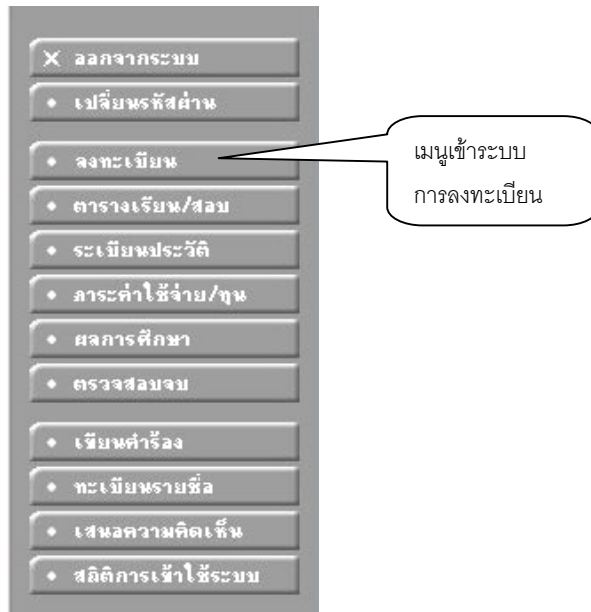 X ออกจากระบบ
• เปลี่ยนรหัสผ่าน
• ลงทะเบียน
เมนูเข้าระบบ
การลงทะเบียน
• ตารางเรียน/สอบ
• ระเบียนประวัติ
• ภาระค่าใช้จ่าย/ทุน
• ผลการศึกษา
• ตรวจสอบจบ
• เขียนคำร้อง
• ทะเบียนรายชื่อ
• เสนอความคิดเห็น
• สถิติการเข้าใช้ระบบ